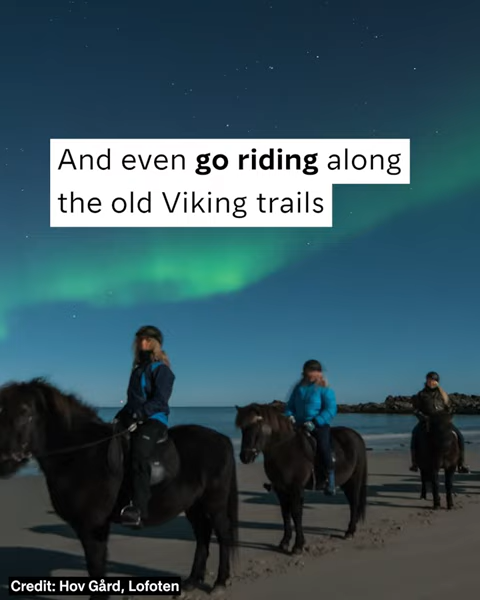 And even go riding along
the old Viking trails
Credit: Hov Gård, Lofoten